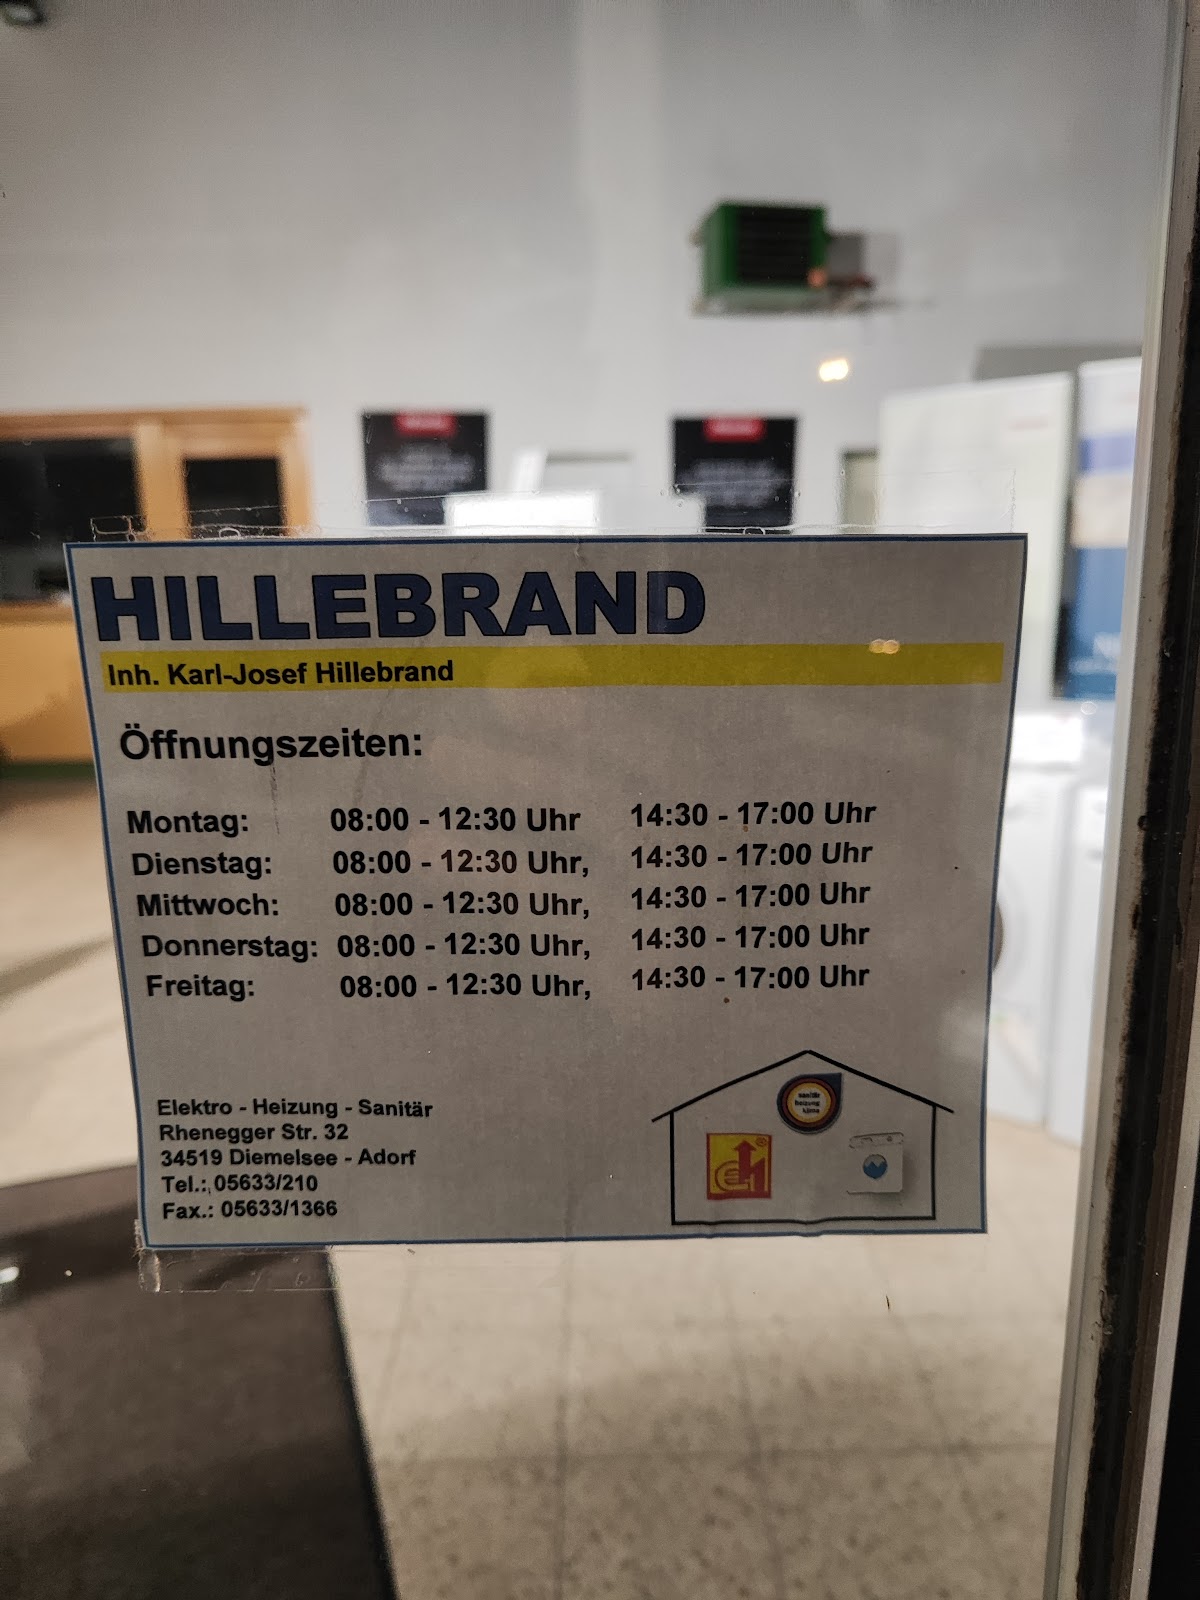 HILLEBRAND
Inh. Karl-Josef Hillebrand
Öffnungszeiten:
Montag: 08:00 - 12:30 Uhr 14:30 - 17:00 Uhr
Dienstag: 08:00 - 12:30 Uhr, 14:30 - 17:00 Uhr
Mittwoch: 08:00 - 12:30 Uhr, 14:30 - 17:00 Uhr
Donnerstag: 08:00 - 12:30 Uhr, 14:30 - 17:00 Uhr
Freitag: 08:00 - 12:30 Uhr, 14:30 - 17:00 Uhr
Elektro - Heizung - Sanitär
Rhenegger Str. 32
34519 Diemelsee - Adorf
Tel.: 05633/210
Fax.: 05633/1366
sanitär
heizung
klima